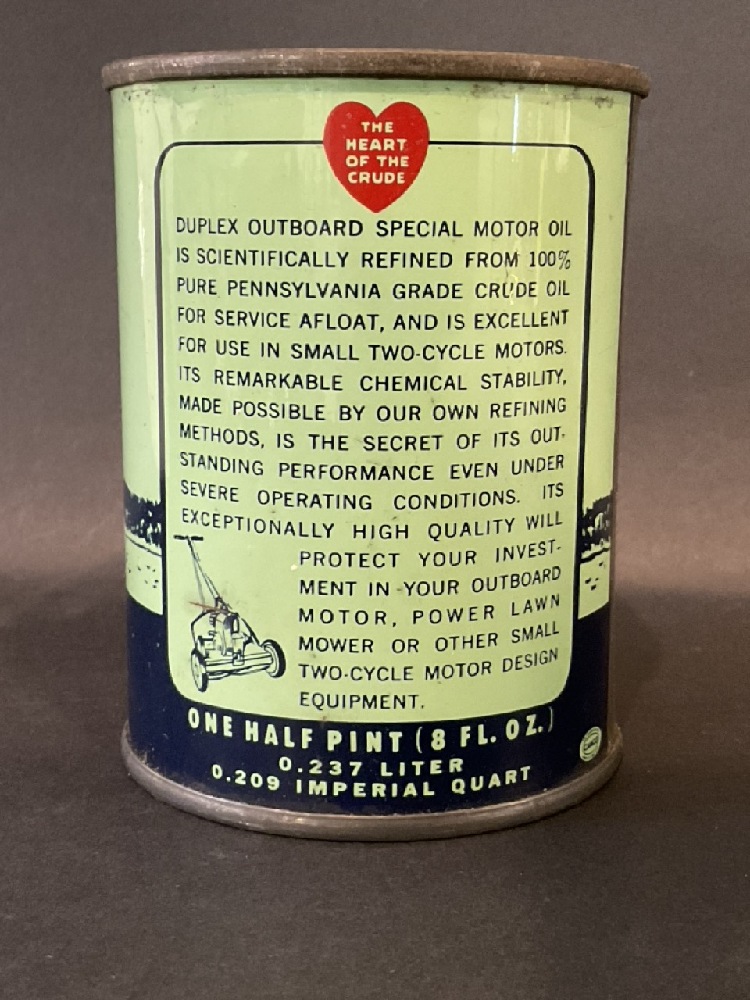 THE
HEART
OF THE
CRUDE
DUPLEX OUTBOARD SPECIAL MOTOR OIL
IS SCIENTIFICALLY REFINED FROM 100%
PURE PENNSYLVANIA GRADE CRUDE OIL
FOR SERVICE AFLOAT, AND IS EXCELLENT
FOR USE IN SMALL TWO-CYCLE MOTORS.
ITS REMARKABLE CHEMICAL STABILITY,
MADE POSSIBLE BY OUR OWN REFINING
METHODS, IS THE SECRET OF ITS OUT-
STANDING PERFORMANCE EVEN UNDER
SEVERE OPERATING CONDITIONS. ITS
EXCEPTIONALLY HIGH QUALITY WILL
PROTECT YOUR INVEST-
MENT IN YOUR OUTBOARD
MOTOR, POWER LAWN
MOWER OR OTHER SMALL
TWO-CYCLE MOTOR DESIGN
EQUIPMENT.
ONE HALF PINT (8 FL. OZ.)
0.237 LITER
0.209 IMPERIAL QUART